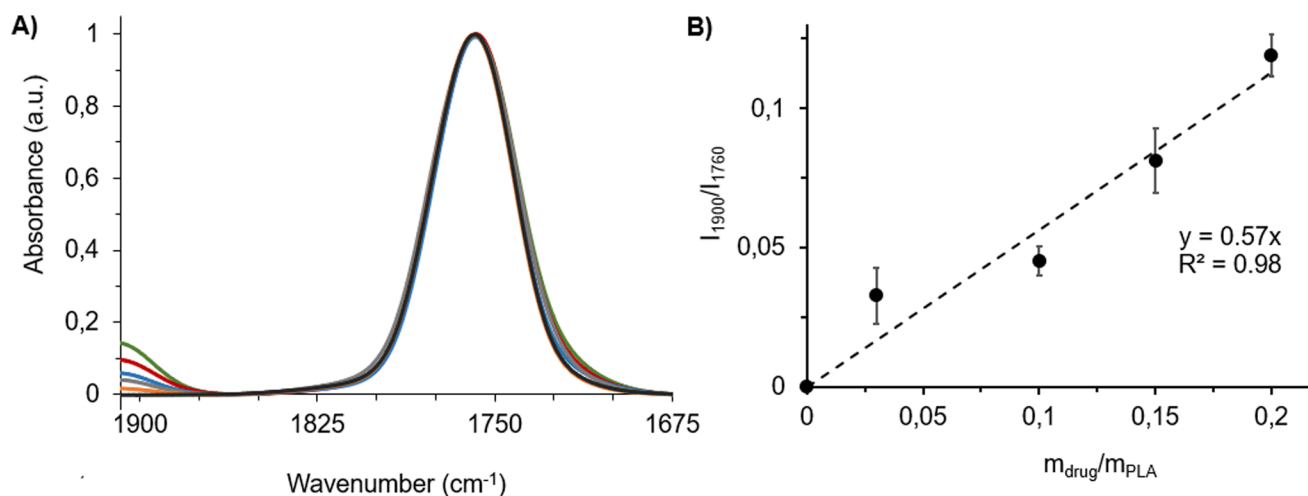 A)
Absorbance (a.u.)
1
0,8
0,6
0,4
0,2
0
1900 1825 1750 1675
Wavenumber (cm⁻¹)
B)
I₁₉₀₀/I₁₇₆₀
0,1
0,05
0
y = 0.57x
R² = 0.98
0 0,05 0,1 0,15 0,2
m_drug/m_PLA